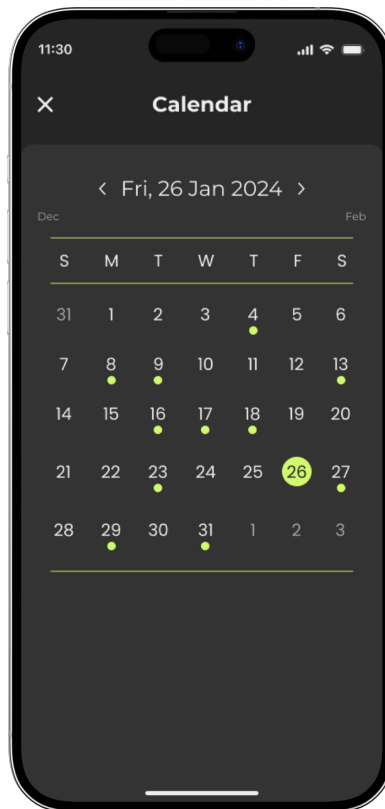 11:30
Calendar
< Fri, 26 Jan 2024 >
Dec Feb
S M T W T F S
31 1 2 3 4 5 6
7 8 9 10 11 12 13
14 15 16 17 18 19 20
21 22 23 24 25 26 27
28 29 30 31 1 2 3